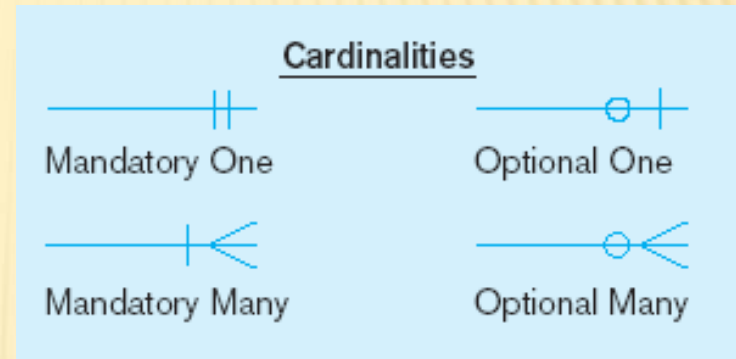 Cardinalities
Mandatory One
Optional One
Mandatory Many
Optional Many